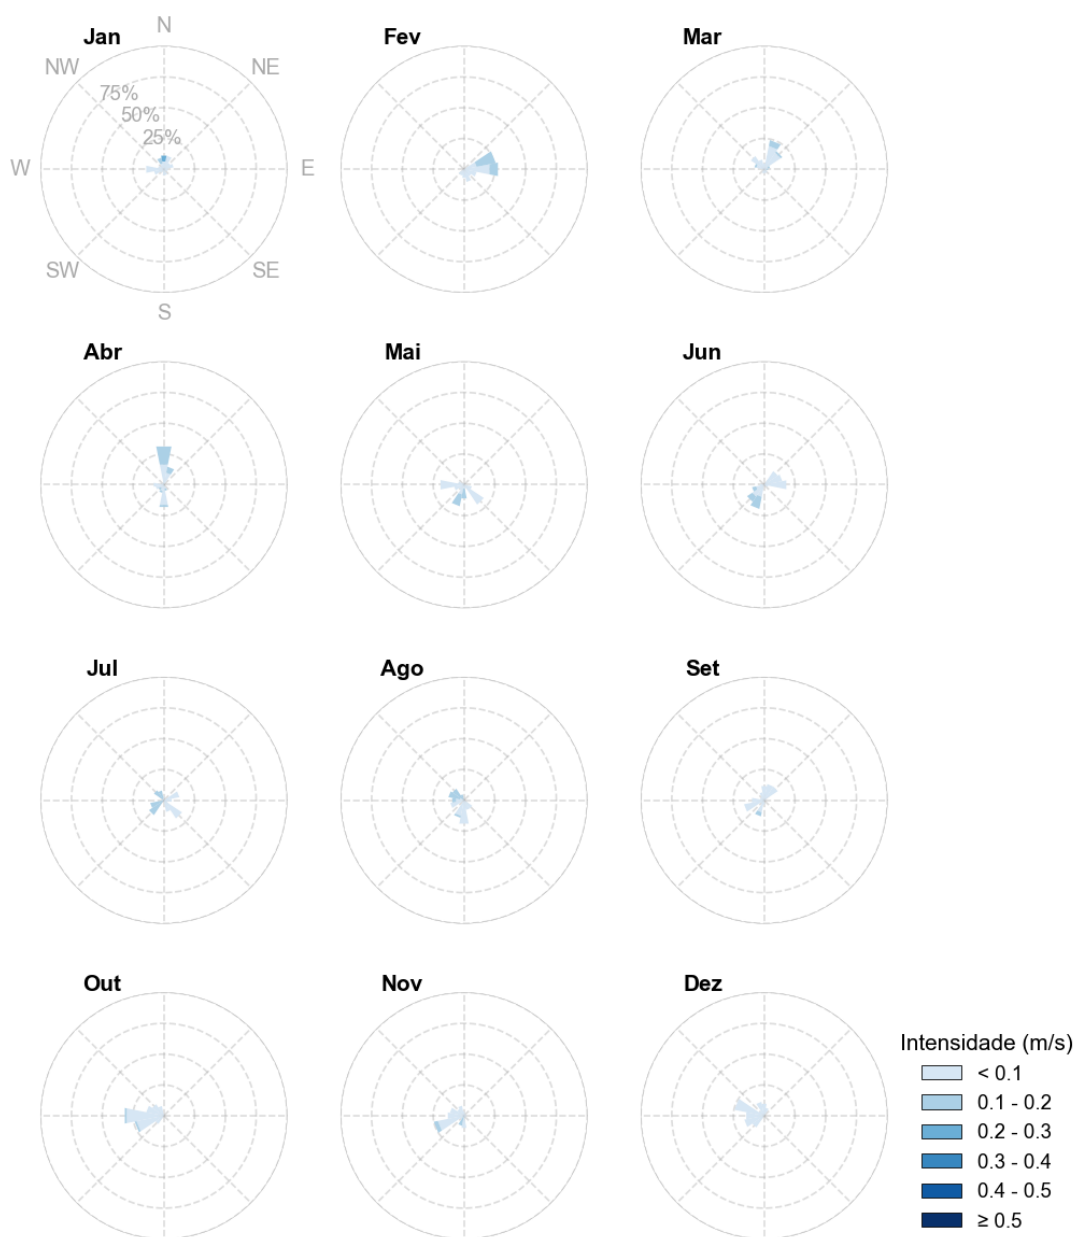 Jan
N
Fev
Mar
NW
NE
75%
50%
25%
W
E
SW
SE
S
Abr
Mai
Jun
Jul
Ago
Set
Out
Nov
Dez
Intensidade (m/s)
< 0.1
0.1 - 0.2
0.2 - 0.3
0.3 - 0.4
0.4 - 0.5
≥ 0.5